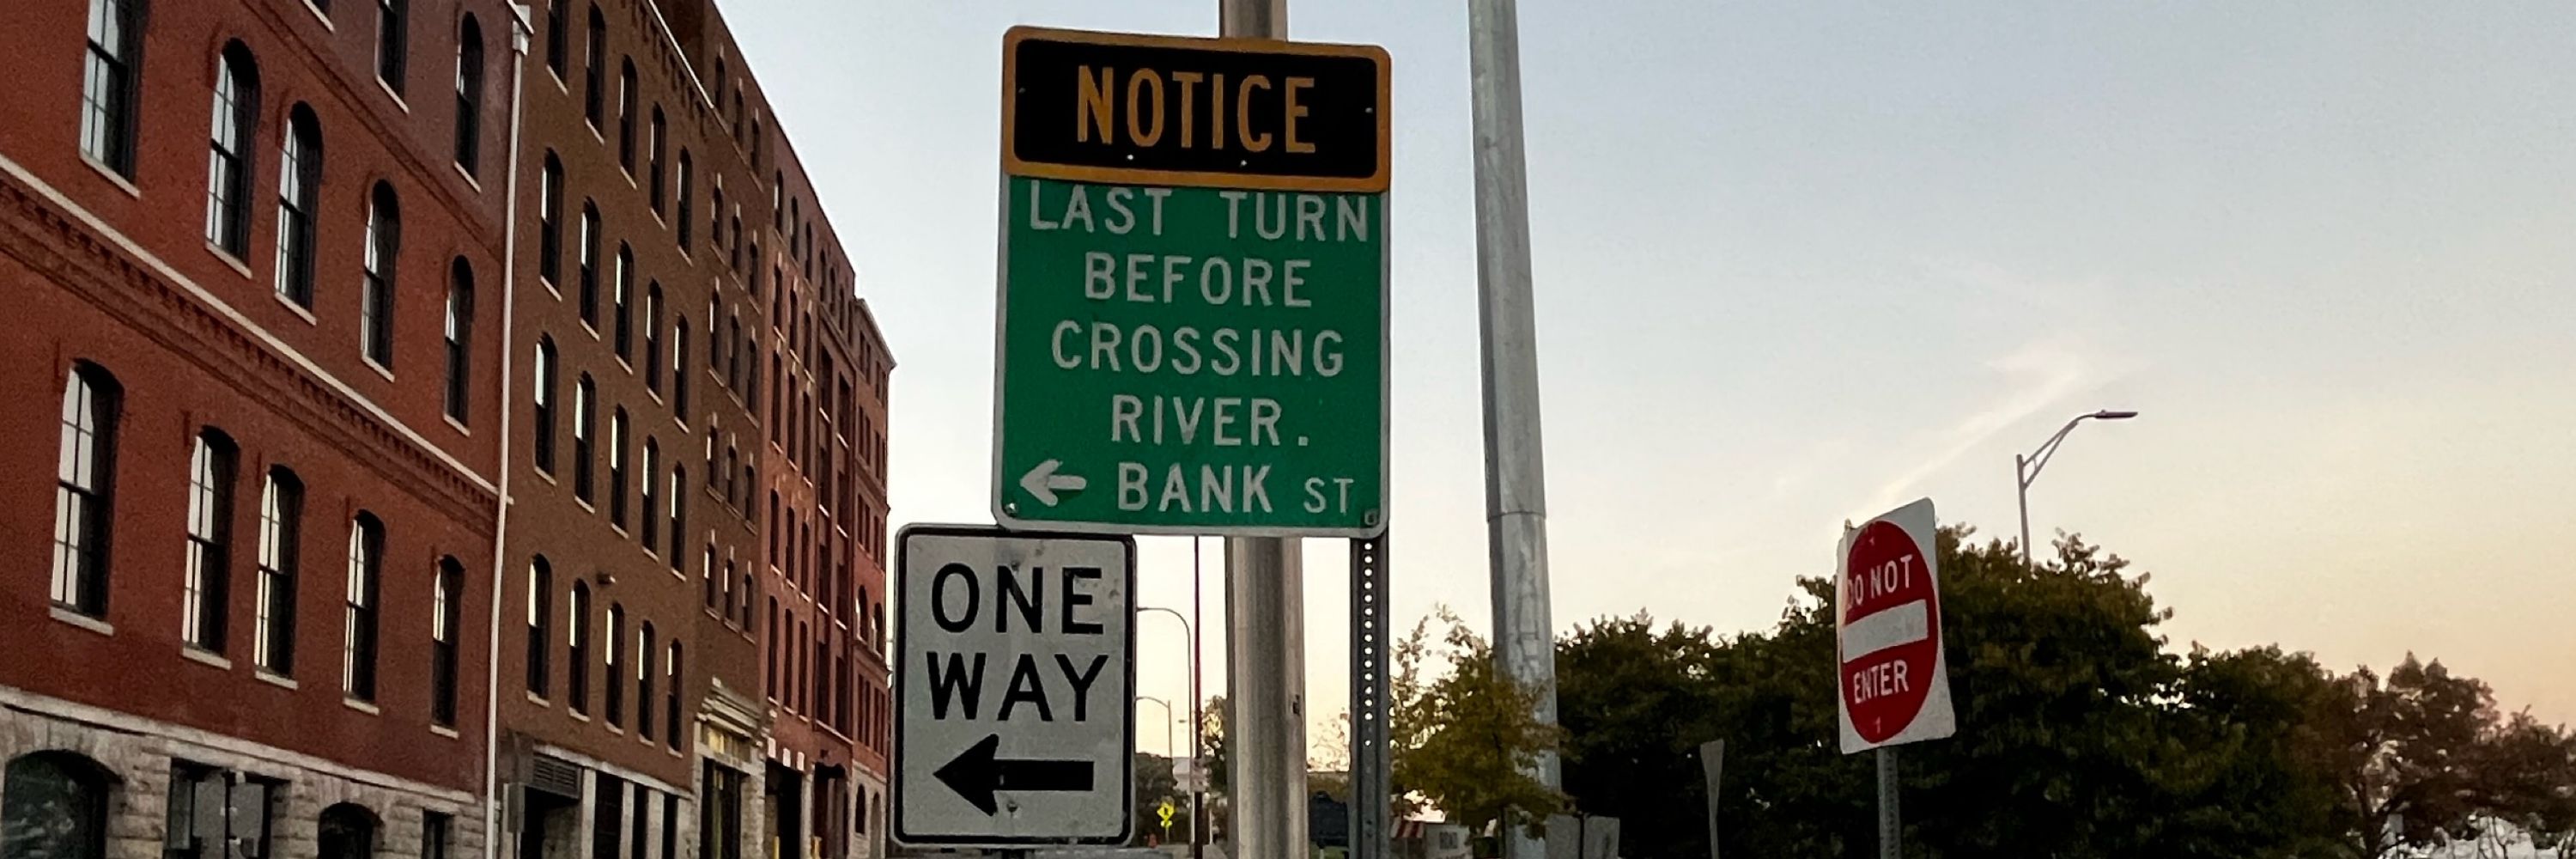 NOTICE
LAST TURN
BEFORE
CROSSING
RIVER.
← BANK ST
ONE
WAY
DO NOT
ENTER